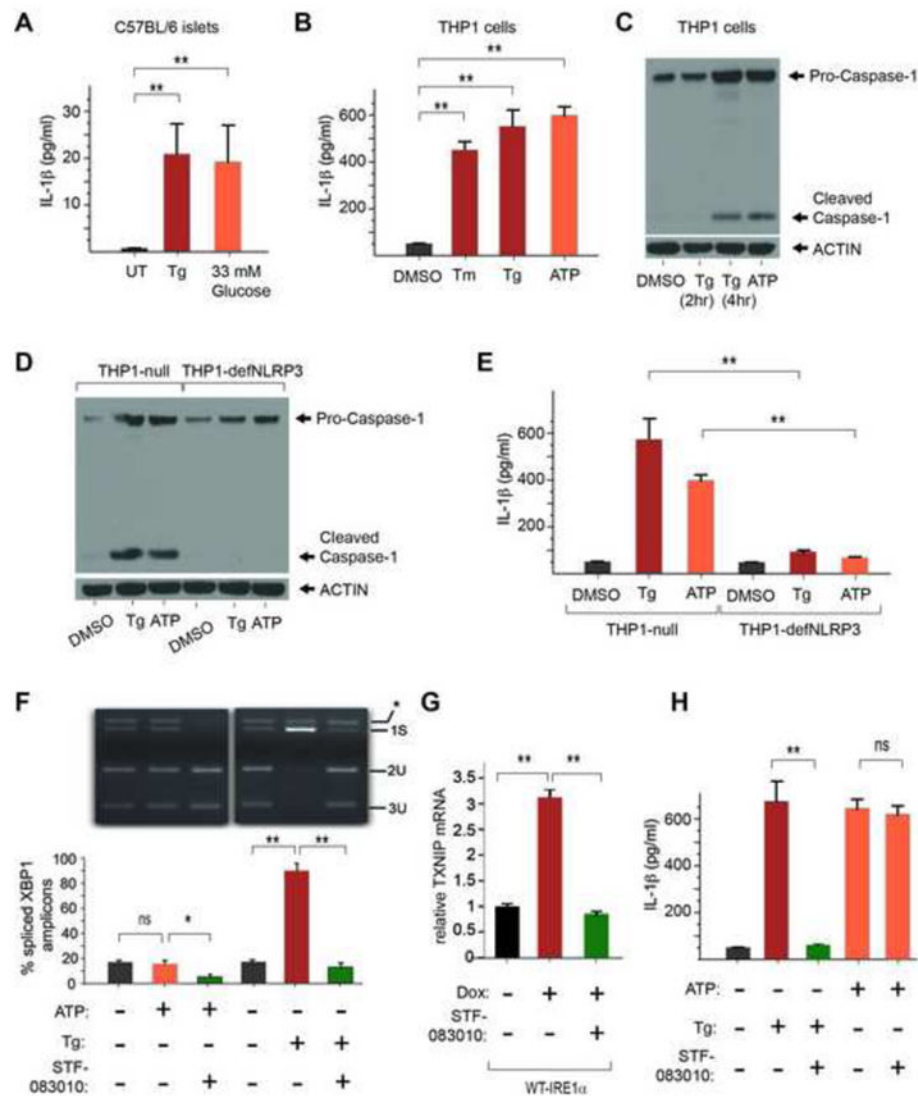 A
C57BL/6 islets
**
**
IL-1β (pg/ml)
30
20
10
UT
Tg
33 mM
Glucose
B
THP1 cells
**
**
**
IL-1β (pg/ml)
600
400
200
DMSO
Tm
Tg
ATP
C
THP1 cells
Pro-Caspase-1
Cleaved
Caspase-1
ACTIN
DMSO Tg Tg ATP
(2hr) (4hr)
D
THP1-null THP1-defNLRP3
Pro-Caspase-1
Cleaved
Caspase-1
ACTIN
DMSO Tg ATP DMSO Tg ATP
E
**
**
IL-1β (pg/ml)
600
400
200
DMSO Tg ATP DMSO Tg ATP
THP1-null THP1-defNLRP3
F
*
1S
2U
3U
** **
ns *
% spliced XBP1
amplicons
100
80
60
40
20
0
ATP: - + + - - -
Tg: - - - - + +
STF-
083010: - - + - - +
G
** **
relative TXNIP mRNA
3.5
3
2.5
2
1.5
1
0.5
0
Dox: - + +
STF-
083010: - - +
WT-IRE1α
H
**
ns
IL-1β (pg/ml)
600
400
200
ATP: - - - + +
Tg: - + + - -
STF-
083010: - - + - +